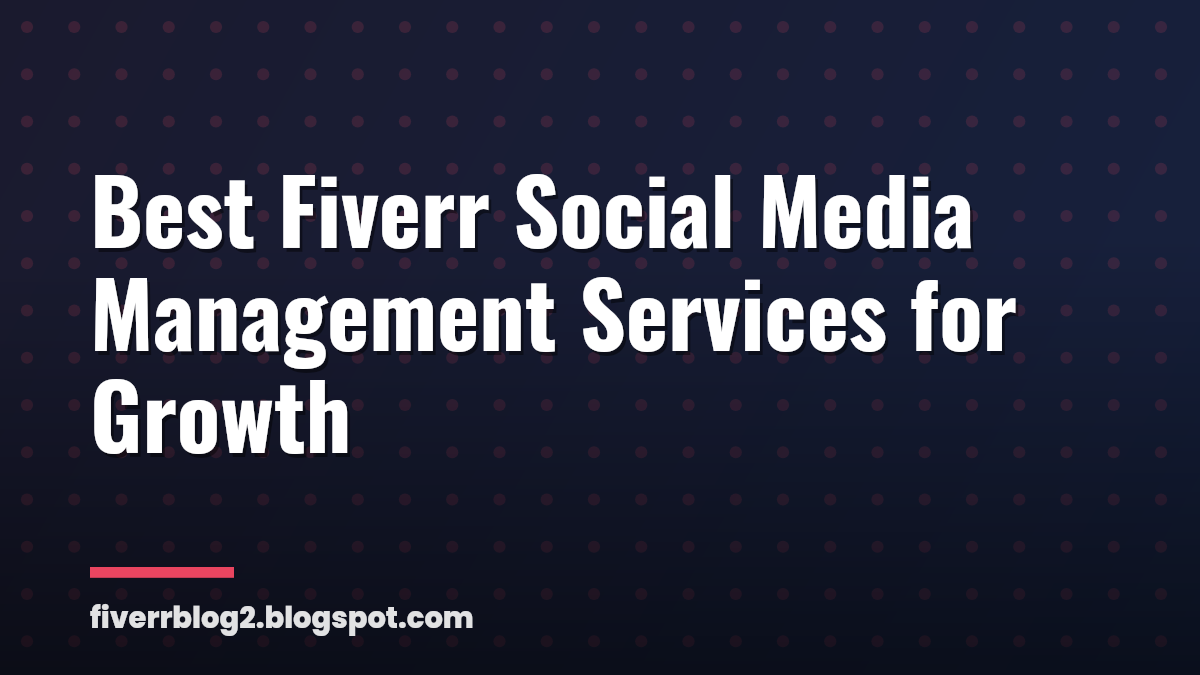 Best Fiverr Social Media
Management Services for
Growth
fiverrblog2.blogspot.com